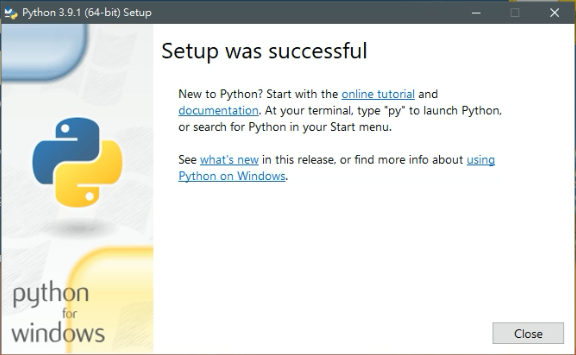 Python 3.9.1 (64-bit) Setup
Setup was successful
New to Python? Start with the online tutorial and
documentation. At your terminal, type "py" to launch Python,
or search for Python in your Start menu.
See what's new in this release, or find more info about using
Python on Windows.
python
for
windows
Close